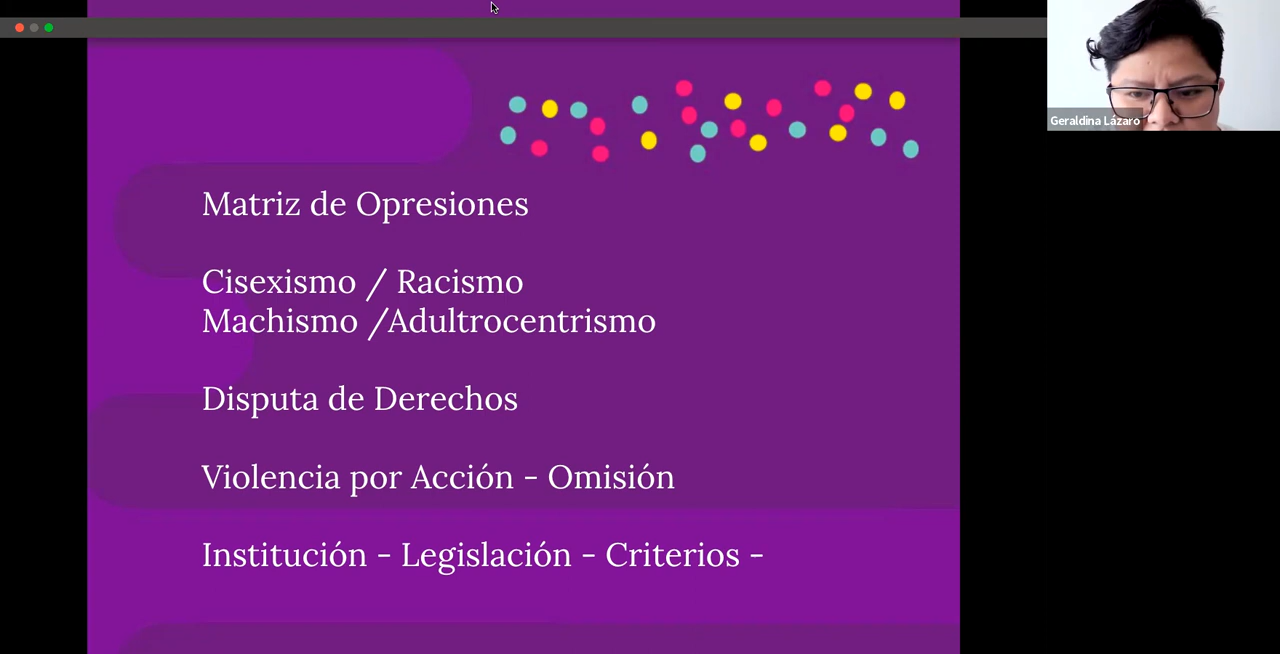 Geraldina Lázaro
Matriz de Opresiones
Cisexismo / Racismo
Machismo /Adultrocentrismo
Disputa de Derechos
Violencia por Acción - Omisión
Institución - Legislación - Criterios -